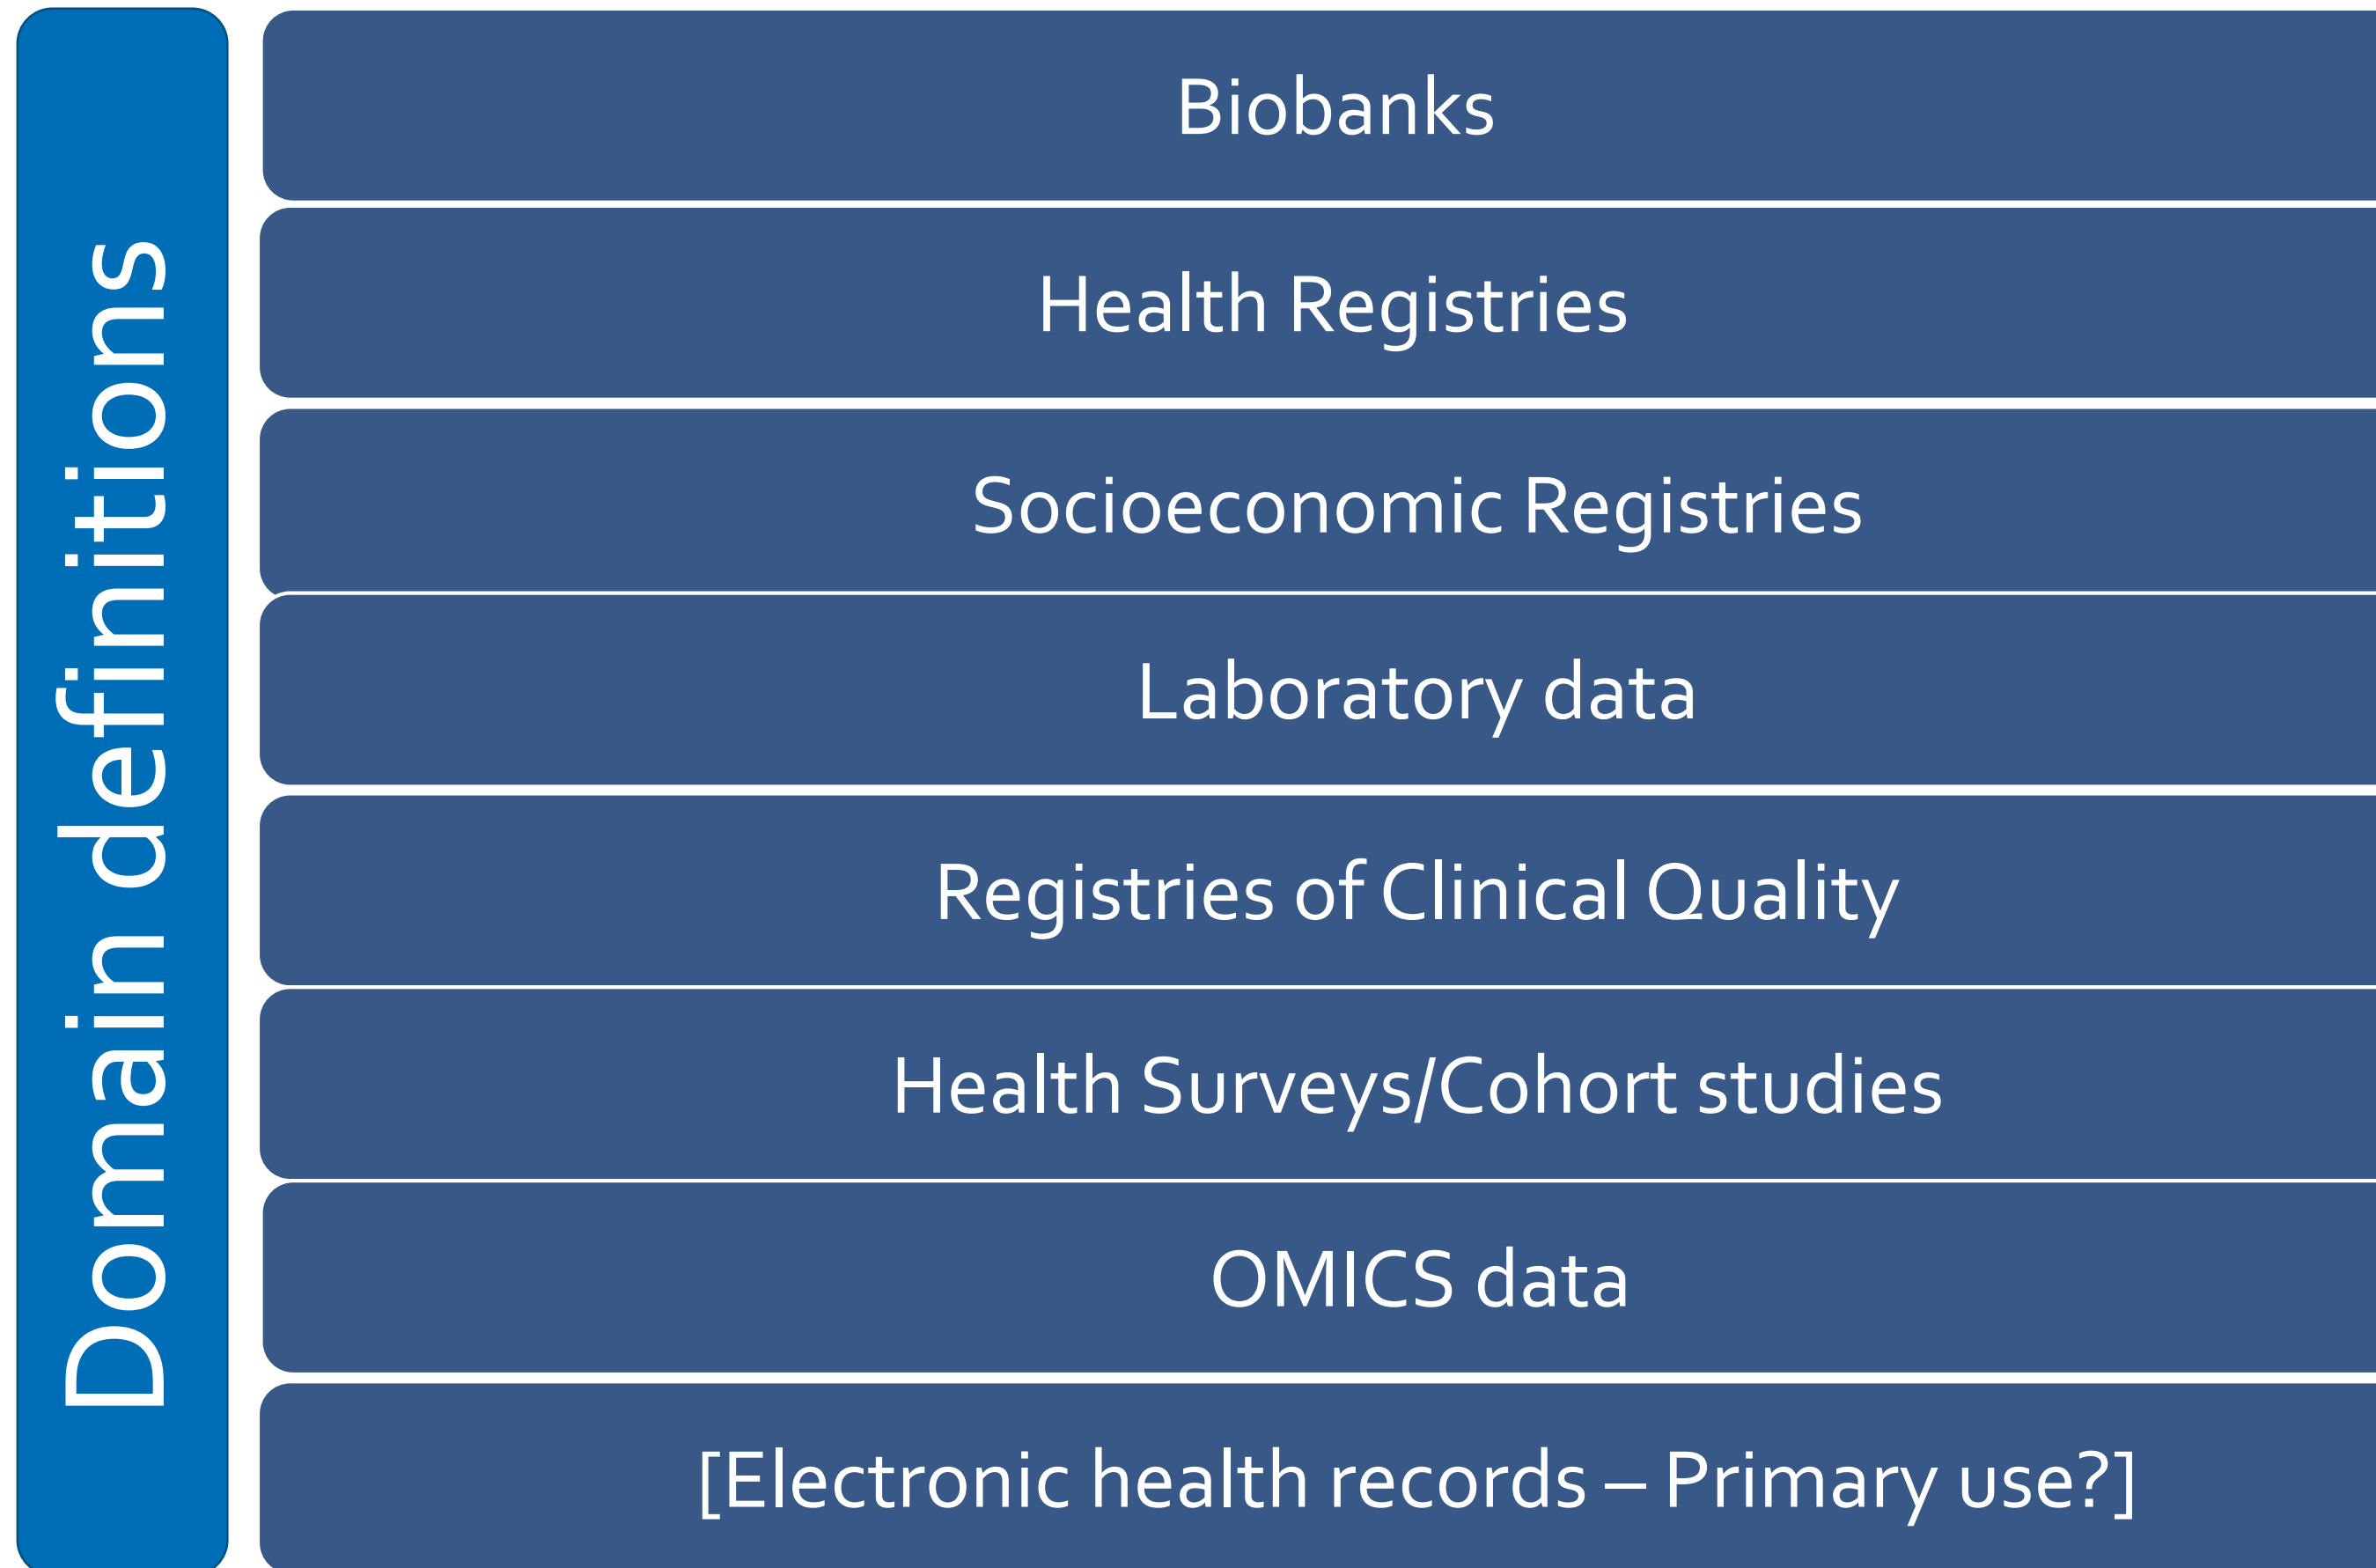 Domain definitions
Biobanks
Health Registries
Socioeconomic Registries
Laboratory data
Registries of Clinical Quality
Health Surveys/Cohort studies
OMICS data
[Electronic health records – Primary use?]